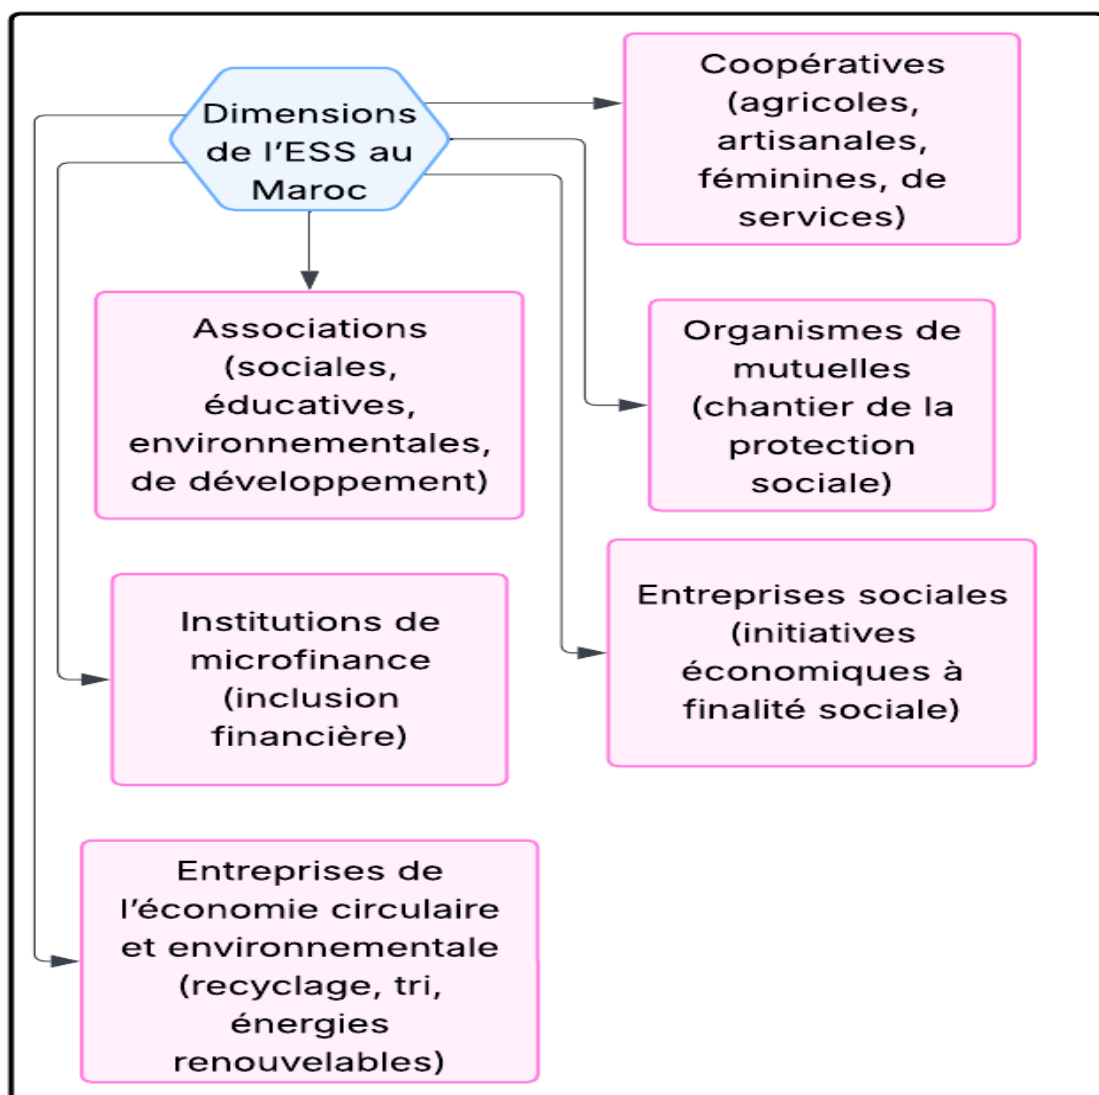 Dimensions
de l’ESS au
Maroc
Coopératives
(agricoles,
artisanales,
féminines, de
services)
Associations
(sociales,
éducatives,
environnementales,
de développement)
Organismes de
mutuelles
(chantier de la
protection
sociale)
Institutions de
microfinance
(inclusion
financière)
Entreprises sociales
(initiatives
économiques à
finalité sociale)
Entreprises de
l’économie circulaire
et environnementale
(recyclage, tri,
énergies
renouvelables)